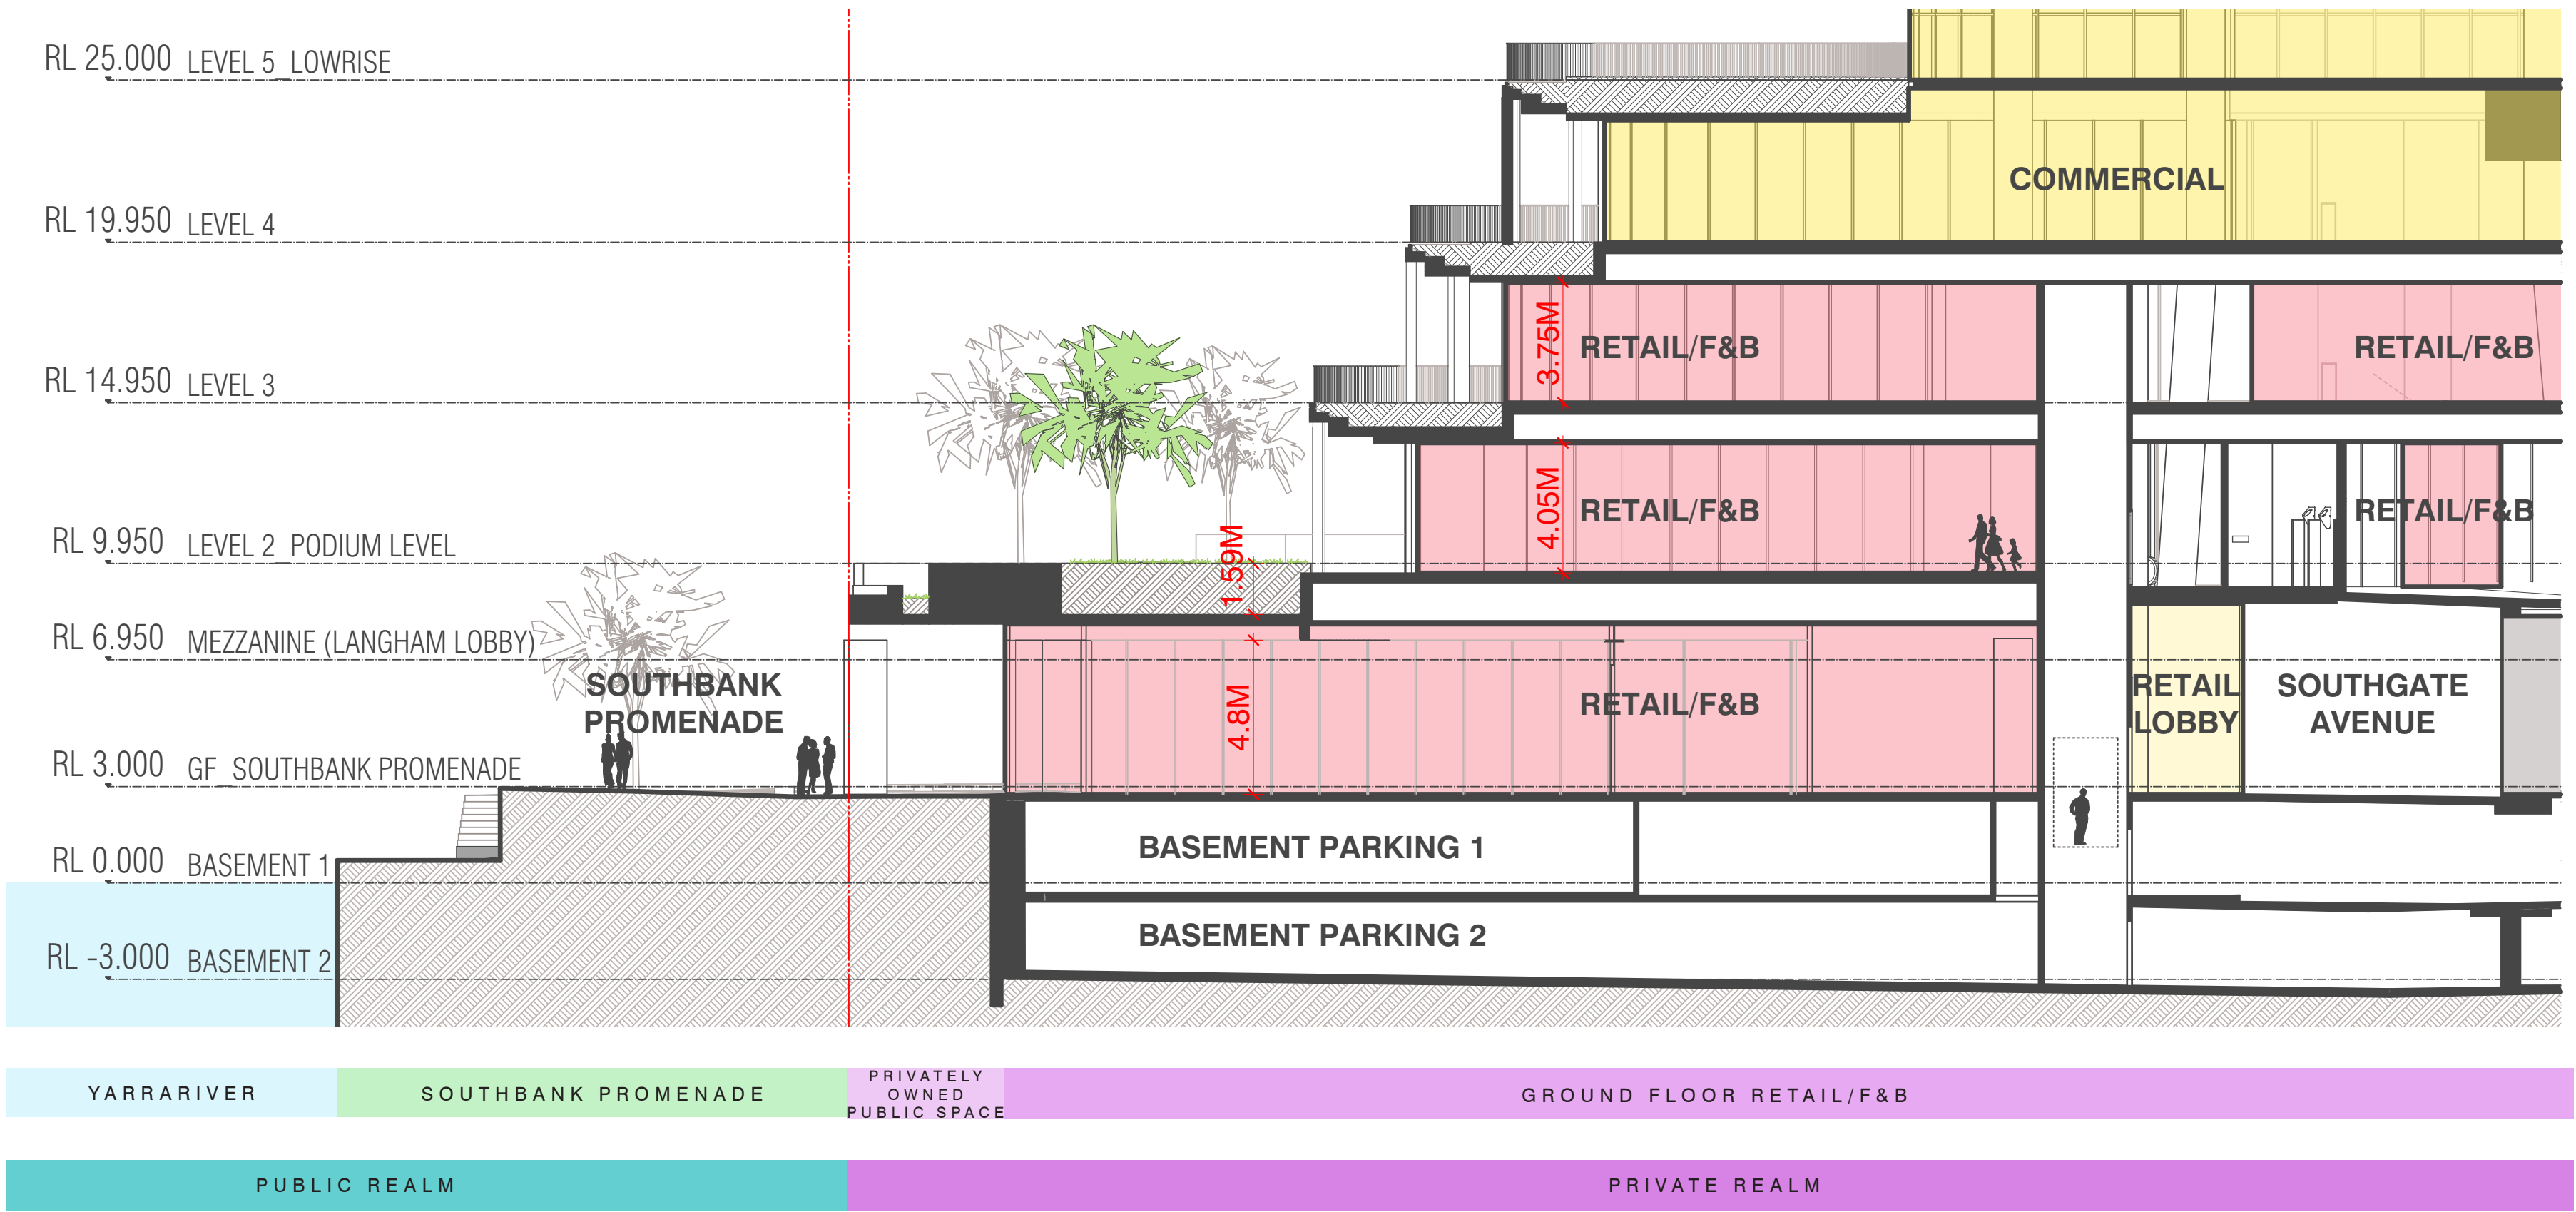 RL 25.000 LEVEL 5_LOWRISE
COMMERCIAL
RL 19.950 LEVEL 4
3.75M
RETAIL/F&B
RETAIL/F&B
RL 14.950 LEVEL 3
4.05M
RETAIL/F&B
RETAIL/F&B
RL 9.950 LEVEL 2_PODIUM LEVEL
1.59M
RL 6.950 MEZZANINE (LANGHAM LOBBY)
SOUTHBANK
PROMENADE
4.8M
RETAIL/F&B
RETAIL
LOBBY
SOUTHGATE
AVENUE
RL 3.000 GF_SOUTHBANK PROMENADE
BASEMENT PARKING 1
RL 0.000 BASEMENT 1
BASEMENT PARKING 2
RL -3.000 BASEMENT 2
YARRARIVER
SOUTHBANK PROMENADE
PRIVATELY
OWNED
PUBLIC SPACE
GROUND FLOOR RETAIL/F&B
PUBLIC REALM
PRIVATE REALM